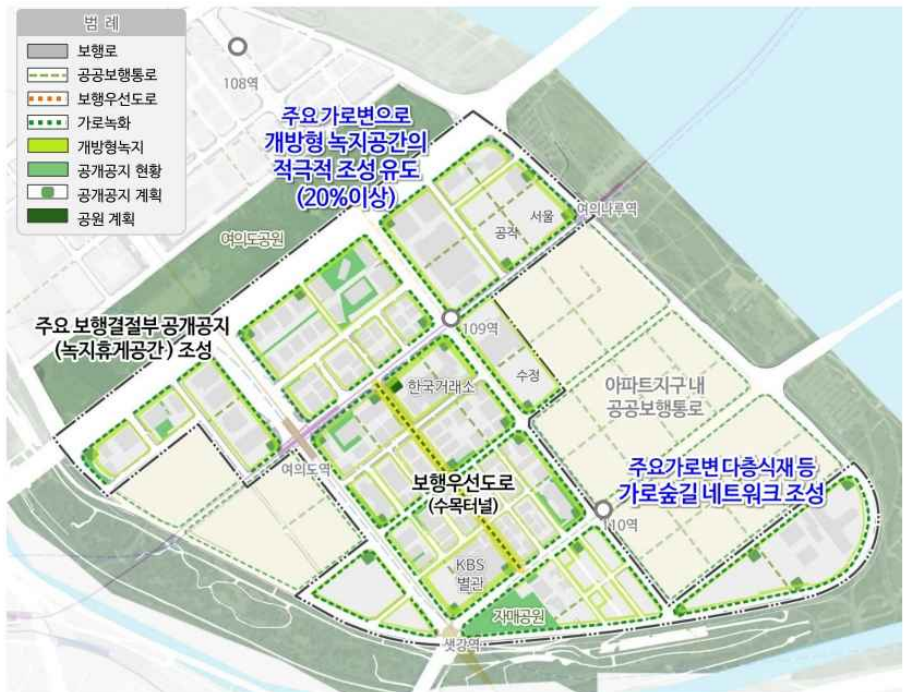 범 례
보행로
공공보행통로
보행우선도로
가로녹화
개방형녹지
공개공지 현황
공개공지 계획
공원 계획
108역
주요 가로변으로
개방형 녹지공간의
적극적 조성 유도
(20%이상)
서울
공작
여의나루역
여의도공원
주요 보행결절부 공개공지
(녹지휴게공간) 조성
109역
한국거래소
수정
아파트지구 내
공공보행통로
여의도역
보행우선도로
(수목터널)
주요가로변 다층식재 등
가로숲길 네트워크 조성
110역
KBS
별관
자매공원
샛강역